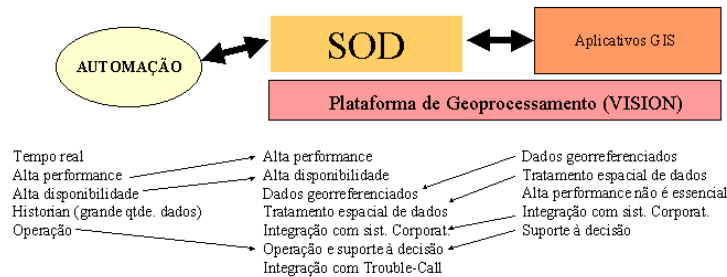 AUTOMAÇÃO
SOD
Aplicativos GIS
Plataforma de Geoprocessamento (VISION)
Tempo real
Alta performance
Alta disponibilidade
Historian (grande qtde. dados)
Operação
Alta performance
Alta disponibilidade
Dados georreferenciados
Tratamento espacial de dados
Integração com sist. Corporat.
Operação e suporte à decisão
Integração com Trouble-Call
Dados georreferenciados
Tratamento espacial de dados
Alta performance não é essencial
Integração com sist. Corporat.
Suporte à decisão